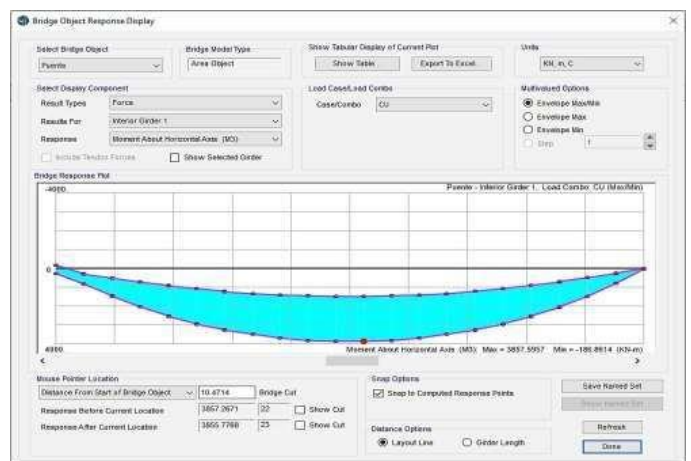 Bridge Object Response Display
Select Bridge Object
Puente
Bridge Model Type
Area Object
Show Tabular Display of Current Plot
Show Table
Export To Excel...
Units
KN, m, C
Select Display Component
Result Types Force
Results For Interior Girder 1
Response Moment About Horizontal Axis (M3)
Include Tendon Forces
Show Selected Girder
Load Case/Load Combo
Case/Combo CU
Multivalued Options
Envelope Max/Min
Envelope Max
Envelope Min
Step 1
Bridge Response Plot
-4000
Puente - Interior Girder 1, Load Combo: CU (Max/Min)
0
4000
Moment About Horizontal Axis (M3) Max = 3857.5957 Min = -186.8614 (KN-m)
Mouse Pointer Location
Distance From Start of Bridge Object 10.4714 Bridge Cut
Response Before Current Location 3857.2671 22 Show Cut
Response After Current Location 3855.7768 23 Show Cut
Snap Options
Snap to Computed Response Points
Distance Options
Layout Line
Girder Length
Save Named Set
Refresh
Done